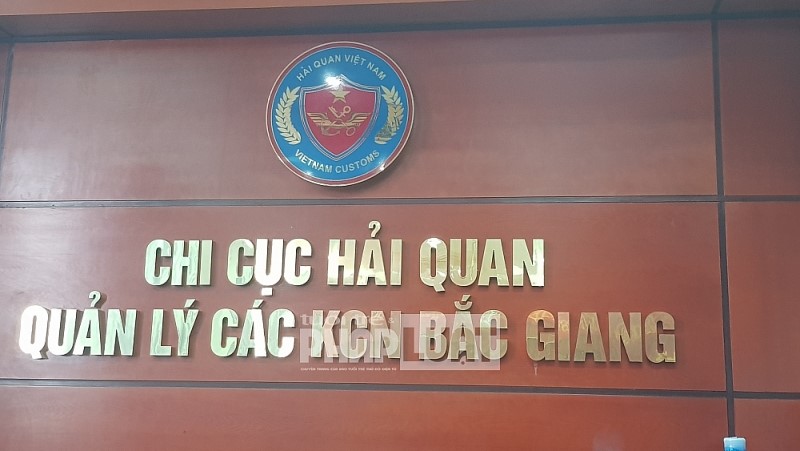 HẢI QUAN VIỆT NAM
VIETNAM CUSTOMS
CHI CỤC HẢI QUAN
QUẢN LÝ CÁC KCN BẮC GIANG